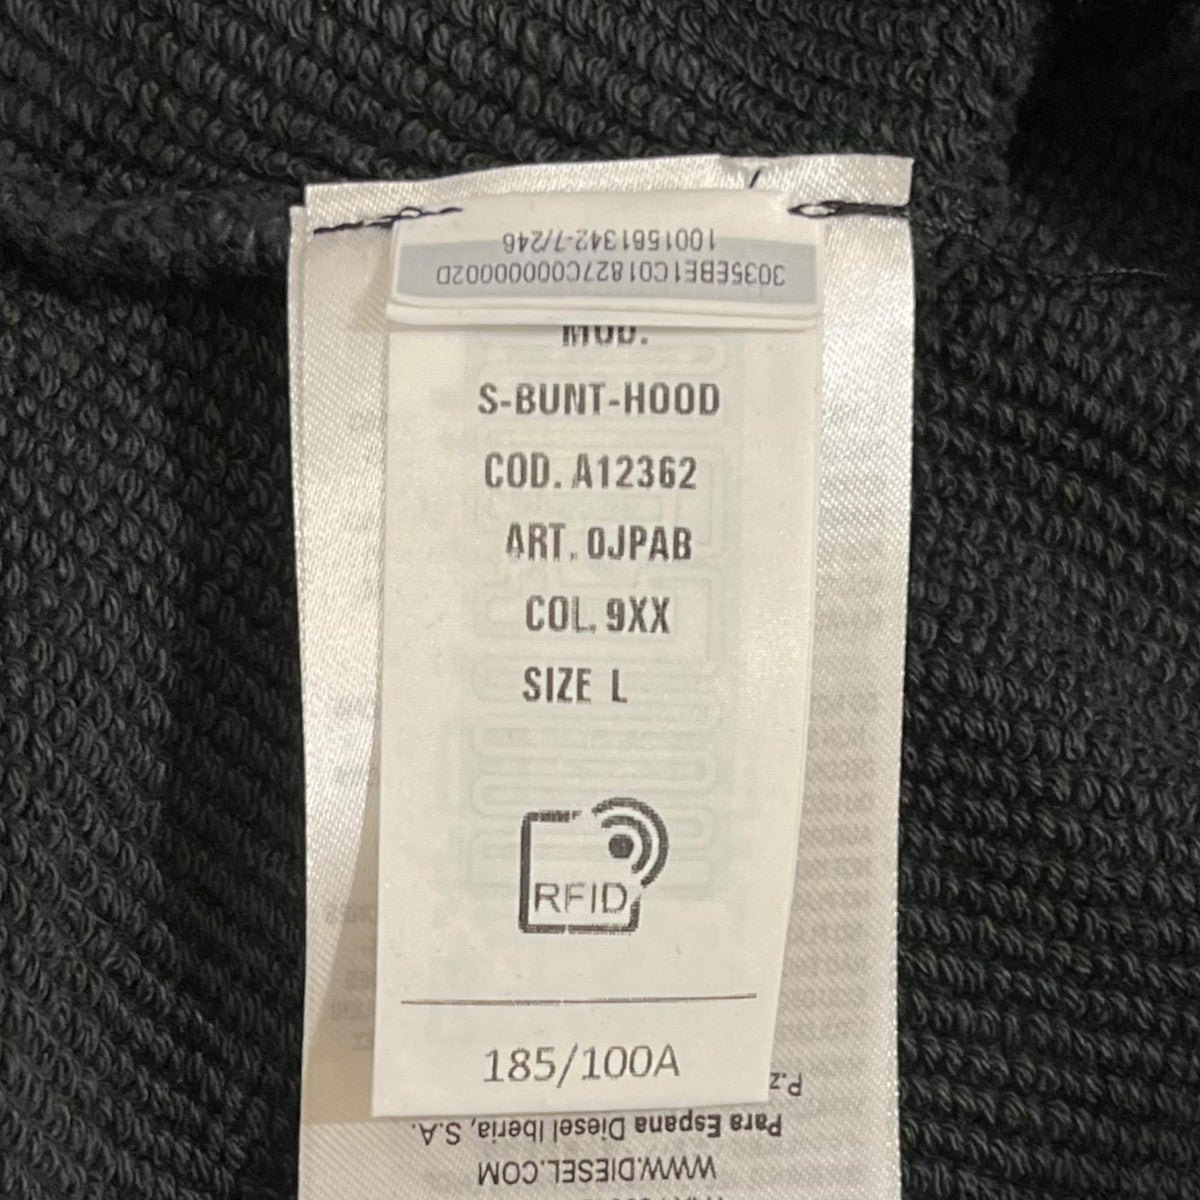 1001561342-7/246
3035EBE1C01827C00000002D
MOD.
S-BUNT-HOOD
COD. A12362
ART. 0JPAB
COL. 9XX
SIZE L
RFID
185/100A
P.z
Para Espana Diesel Iberia, S.A.
WWW.DIESEL.COM